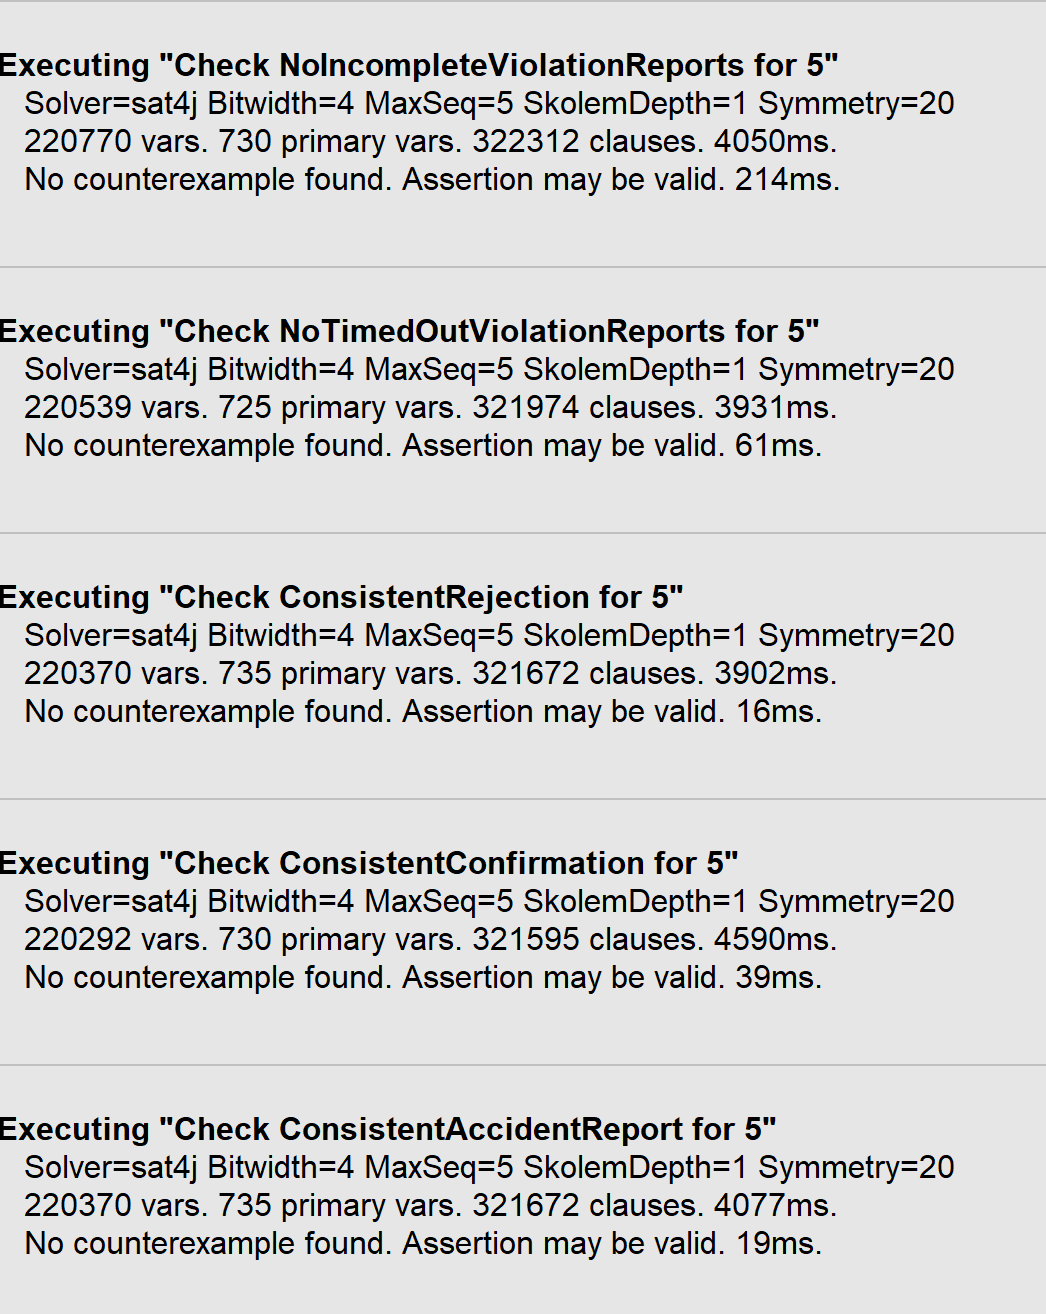 Executing "Check NoIncompleteViolationReports for 5"
Solver=sat4j Bitwidth=4 MaxSeq=5 SkolemDepth=1 Symmetry=20
220770 vars. 730 primary vars. 322312 clauses. 4050ms.
No counterexample found. Assertion may be valid. 214ms.
Executing "Check NoTimedOutViolationReports for 5"
Solver=sat4j Bitwidth=4 MaxSeq=5 SkolemDepth=1 Symmetry=20
220539 vars. 725 primary vars. 321974 clauses. 3931ms.
No counterexample found. Assertion may be valid. 61ms.
Executing "Check ConsistentRejection for 5"
Solver=sat4j Bitwidth=4 MaxSeq=5 SkolemDepth=1 Symmetry=20
220370 vars. 735 primary vars. 321672 clauses. 3902ms.
No counterexample found. Assertion may be valid. 16ms.
Executing "Check ConsistentConfirmation for 5"
Solver=sat4j Bitwidth=4 MaxSeq=5 SkolemDepth=1 Symmetry=20
220292 vars. 730 primary vars. 321595 clauses. 4590ms.
No counterexample found. Assertion may be valid. 39ms.
Executing "Check ConsistentAccidentReport for 5"
Solver=sat4j Bitwidth=4 MaxSeq=5 SkolemDepth=1 Symmetry=20
220370 vars. 735 primary vars. 321672 clauses. 4077ms.
No counterexample found. Assertion may be valid. 19ms.